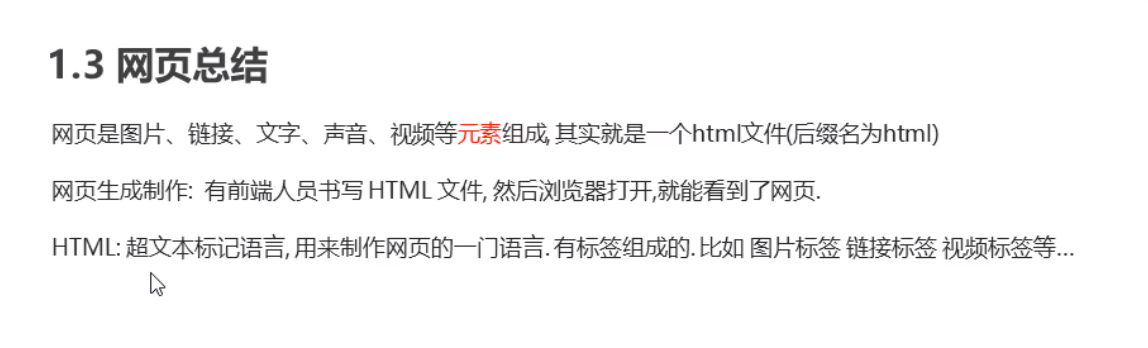 1.3 网页总结
网页是图片、链接、文字、声音、视频等元素组成, 其实就是一个html文件(后缀名为html)
网页生成制作: 有前端人员书写 HTML 文件, 然后浏览器打开,就能看到了网页.
HTML: 超文本标记语言, 用来制作网页的一门语言. 有标签组成的. 比如 图片标签 链接标签 视频标签等...